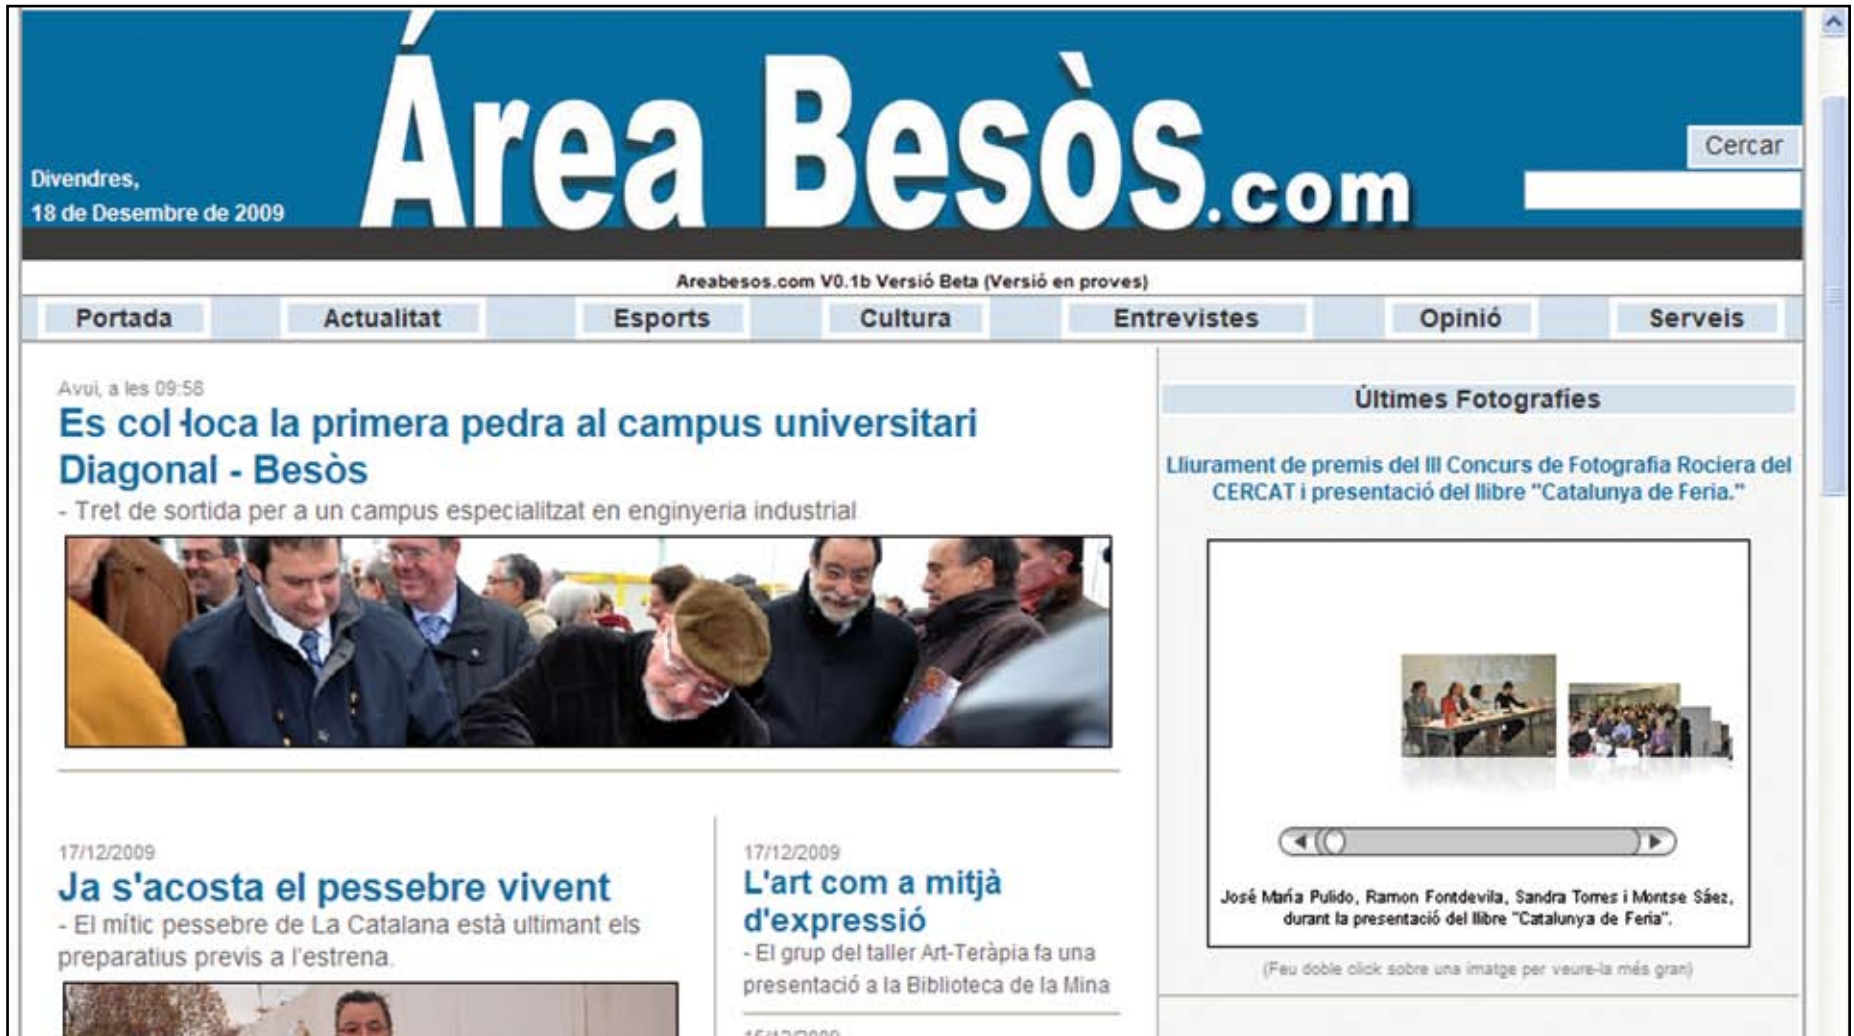 Área Besòs.com
Divendres,
18 de Desembre de 2009
Cercar
Areabesos.com V0.1b Versió Beta (Versió en proves)
Portada
Actualitat
Esports
Cultura
Entrevistes
Opinió
Serveis
Avui, a les 09:58
Es col·loca la primera pedra al campus universitari
Diagonal - Besòs
- Tret de sortida per a un campus especialitzat en enginyeria industrial
17/12/2009
Ja s'acosta el pessebre vivent
- El mític pessebre de La Catalana està ultimant els
preparatius previs a l'estrena.
17/12/2009
L'art com a mitjà
d'expressió
- El grup del taller Art-Teràpia fa una
presentació a la Biblioteca de la Mina
Últimes Fotografíes
Lliurament de premis del III Concurs de Fotografia Rociera del
CERCAT i presentació del llibre "Catalunya de Feria."
José María Pulido, Ramon Fontdevila, Sandra Torres i Montse Sáez,
durant la presentació del llibre "Catalunya de Feria".
(Feu doble click sobre una imatge per veure-la més gran)